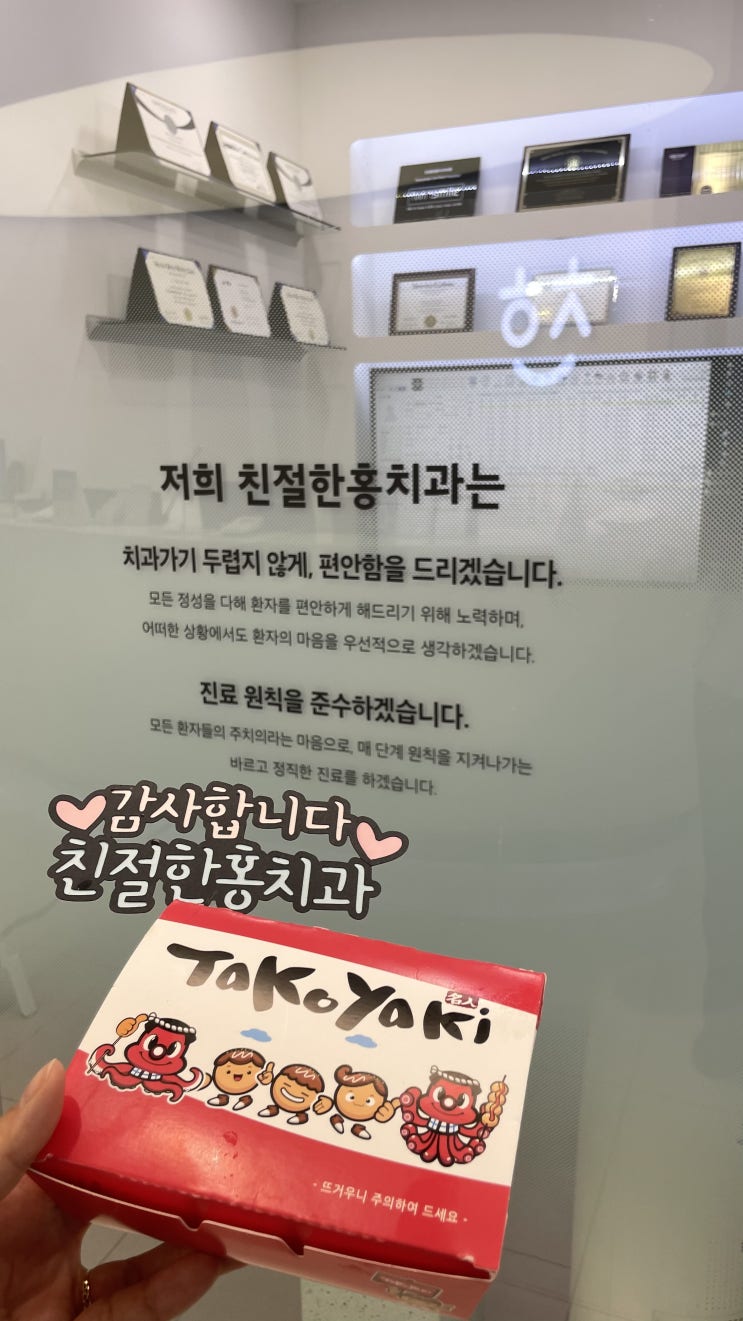 저희 친절한홍치과는
치과가기 두렵지 않게, 편안함을 드리겠습니다.
모든 정성을 다해 환자를 편안하게 해드리기 위해 노력하며,
어떠한 상황에서도 환자의 마음을 우선적으로 생각하겠습니다.
진료 원칙을 준수하겠습니다.
모든 환자들의 주치의라는 마음으로, 매 단계 원칙을 지켜나가는
바르고 정직한 진료를 하겠습니다.
감사합니다
친절한홍치과
TaKoYaKi 名人
- 뜨거우니 주의하여 드세요 -